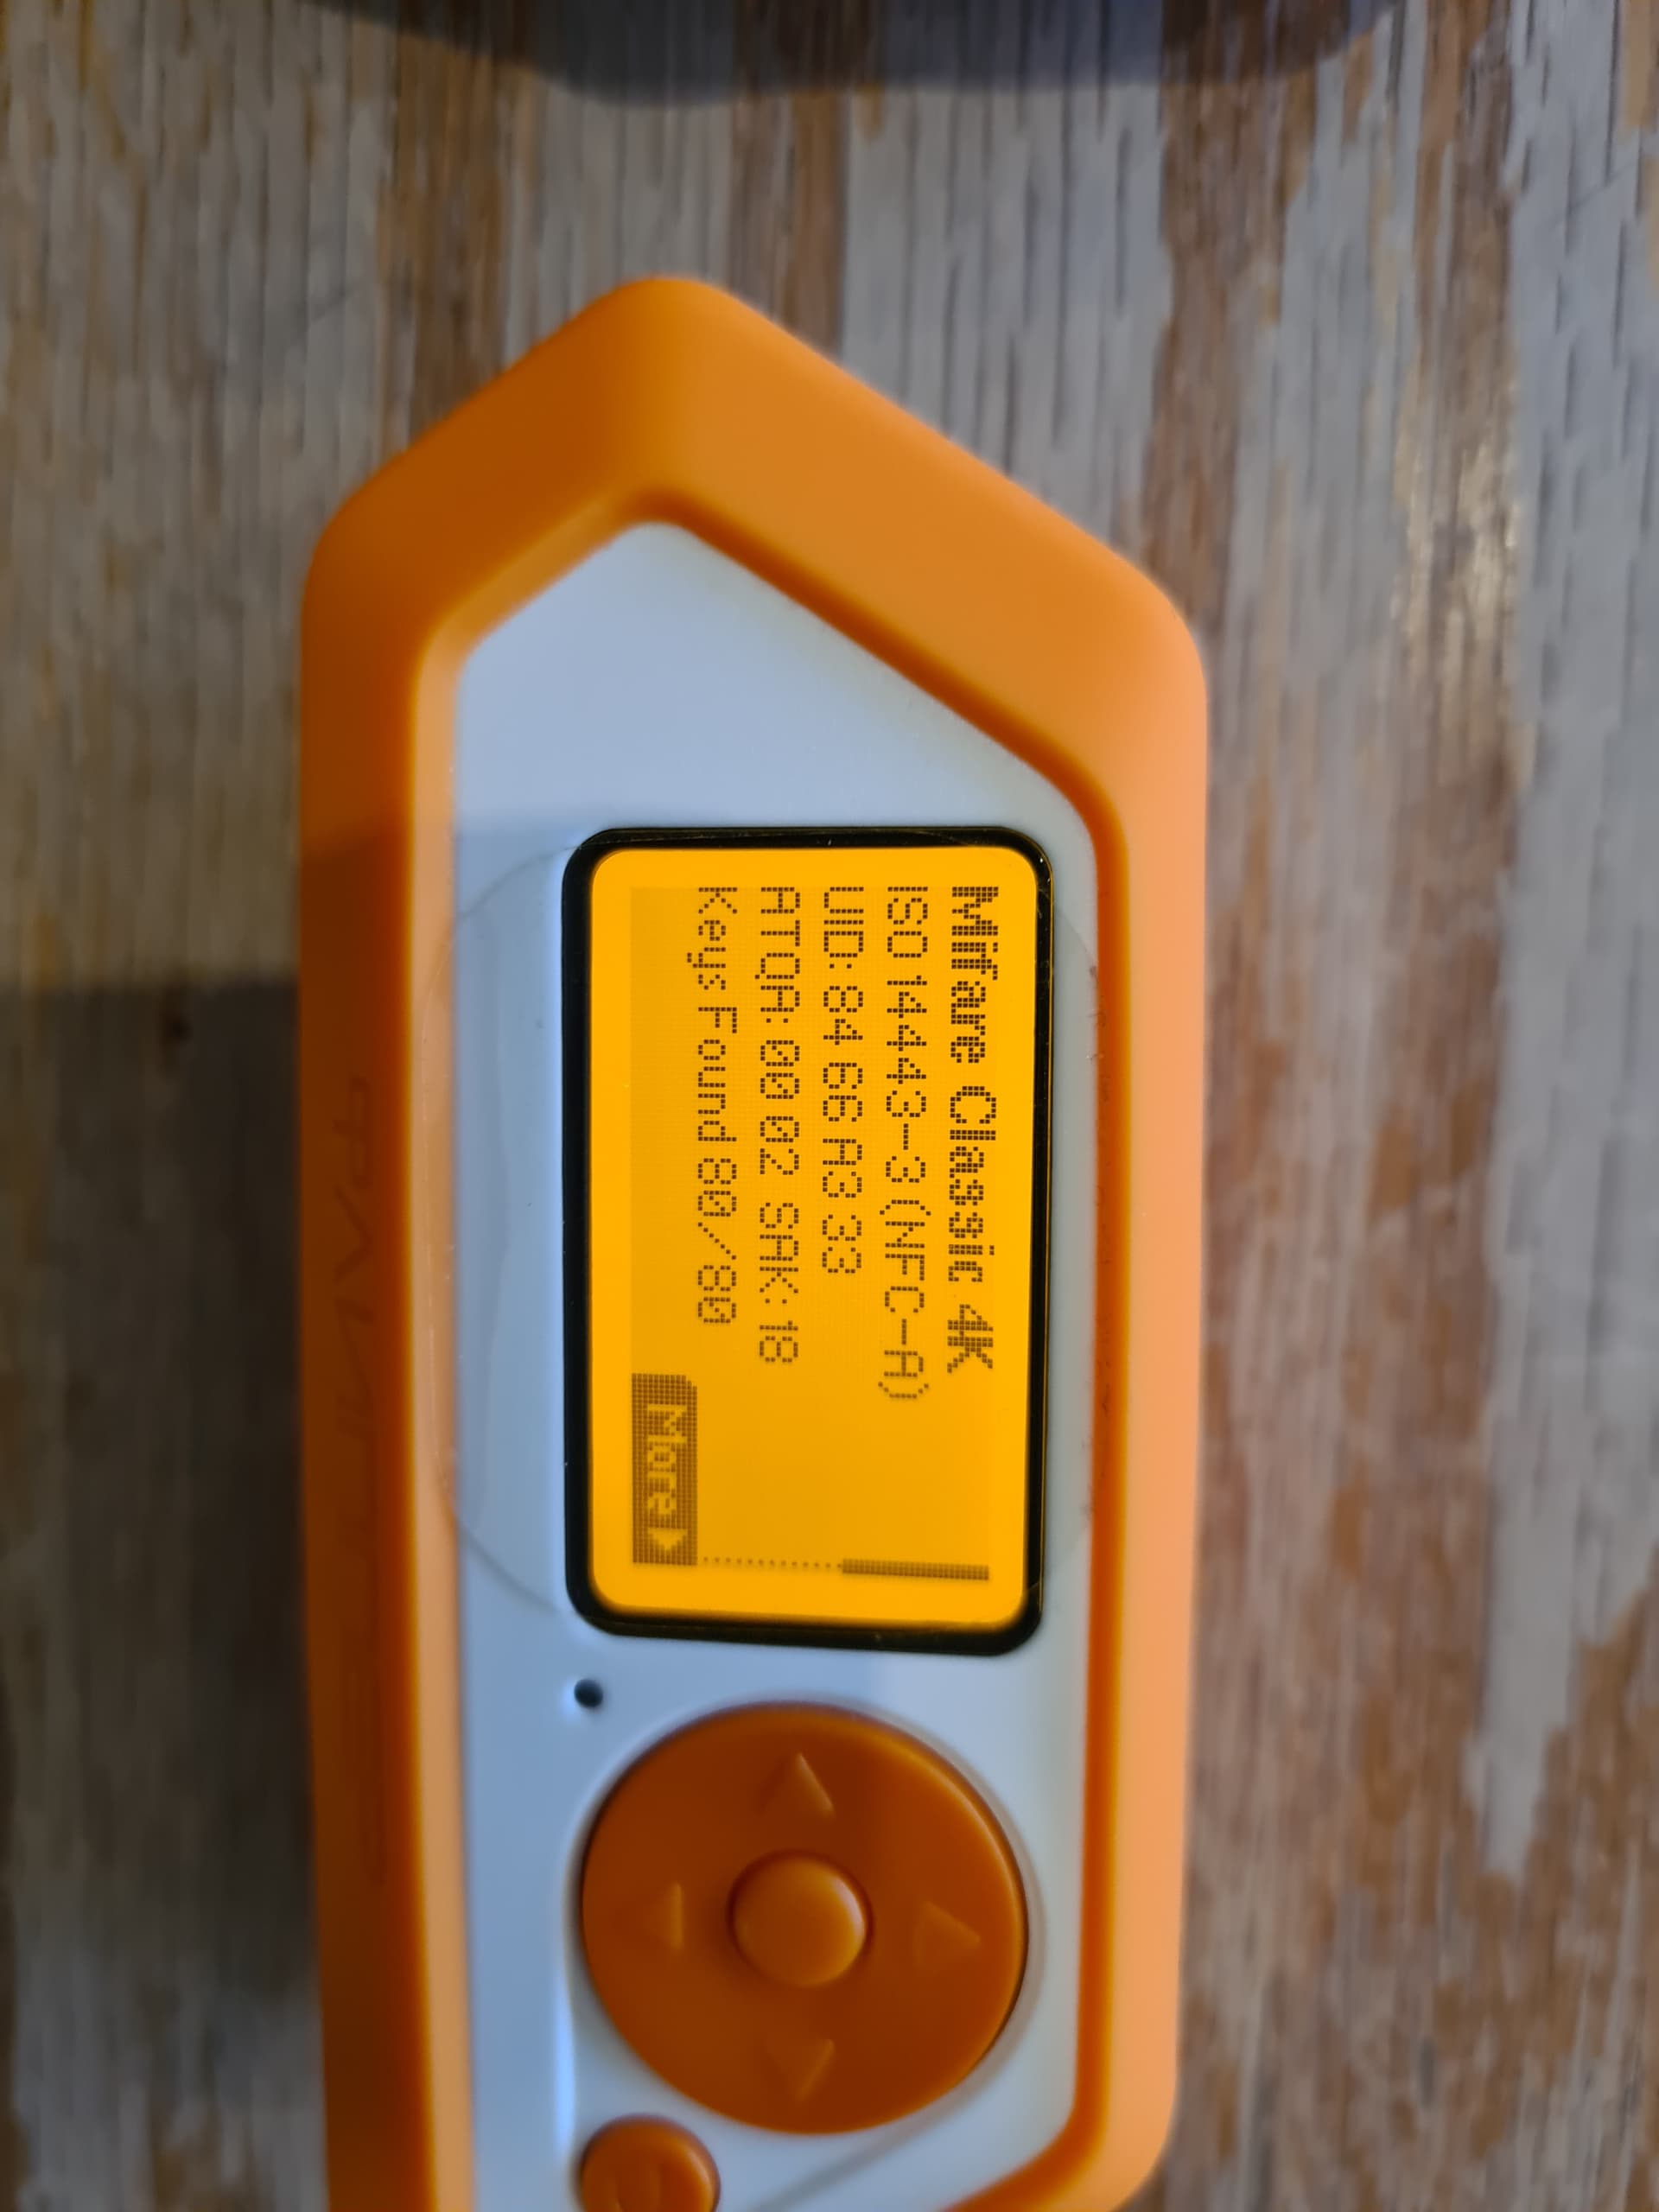 Mifare Classic 4K
ISO 14443-3 (NFC-A)
UID: 84 66 A3 33
ATQA: 00 02 SAK: 18
Keys Found 80/80
More